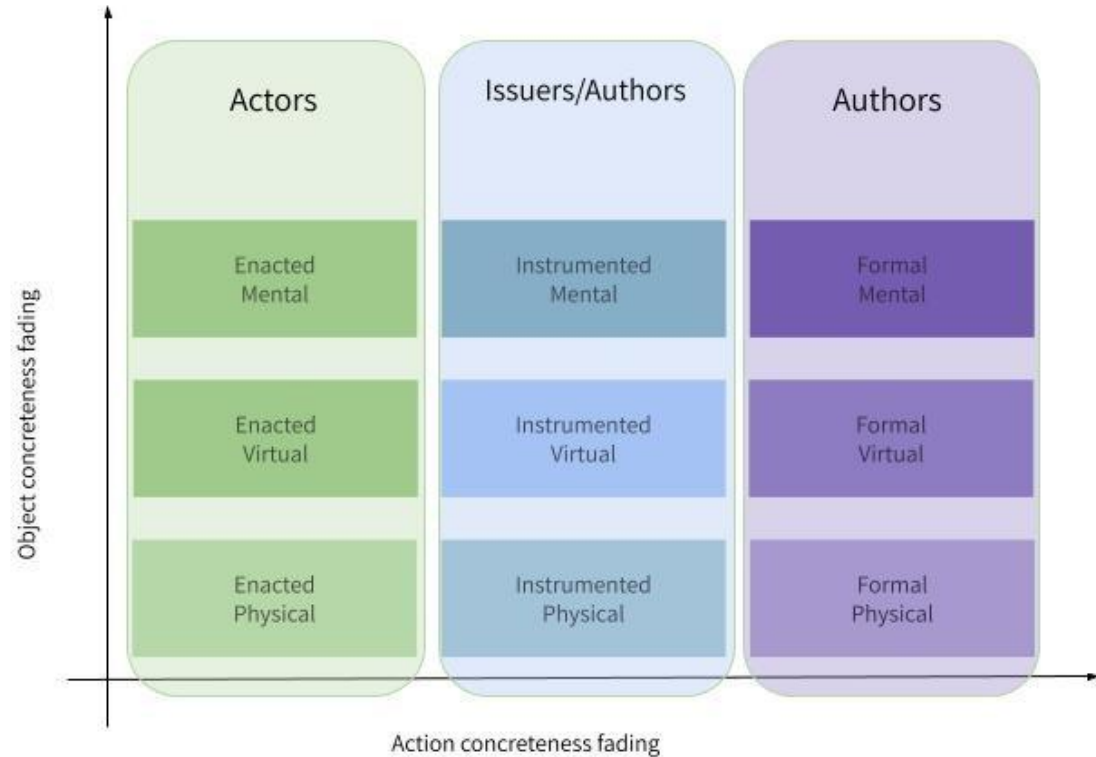 Actors
Issuers/Authors
Authors
Enacted
Mental
Instrumented
Mental
Formal
Mental
Enacted
Virtual
Instrumented
Virtual
Formal
Virtual
Enacted
Physical
Instrumented
Physical
Formal
Physical
Object concreteness fading
Action concreteness fading